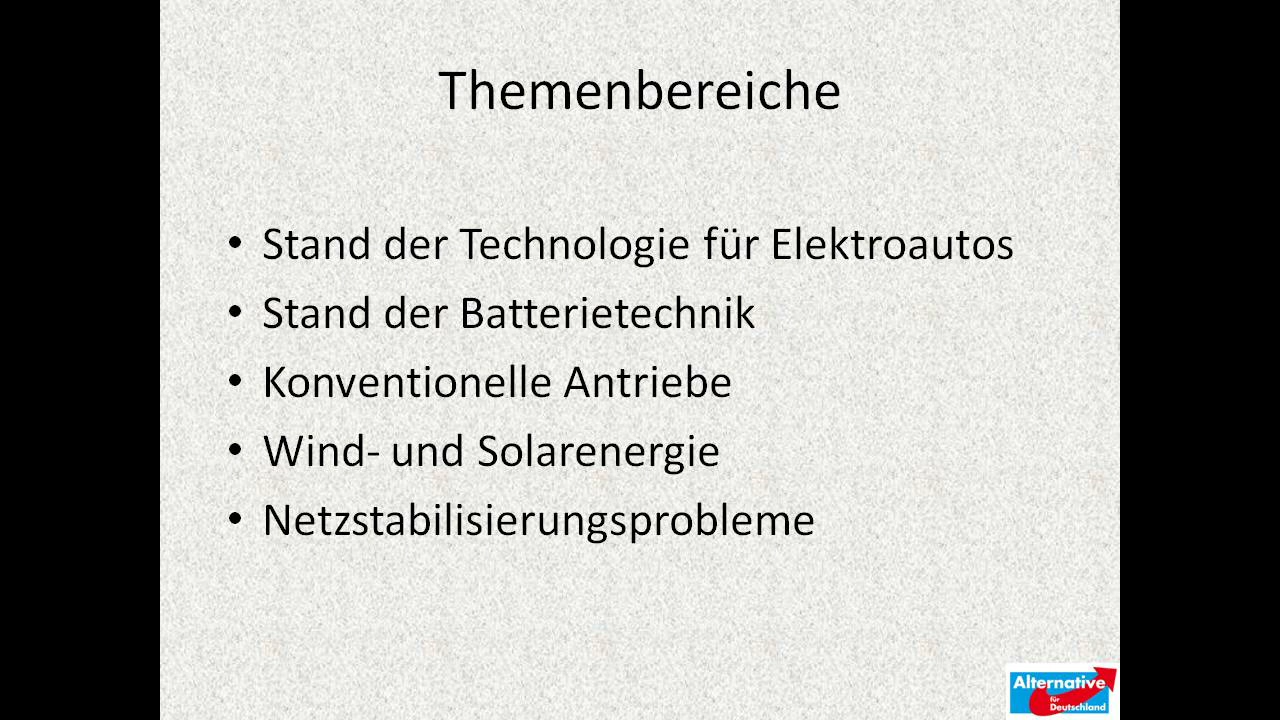 Themenbereiche
• Stand der Technologie für Elektroautos
• Stand der Batterietechnik
• Konventionelle Antriebe
• Wind- und Solarenergie
• Netzstabilisierungsprobleme
Alternative
für
Deutschland